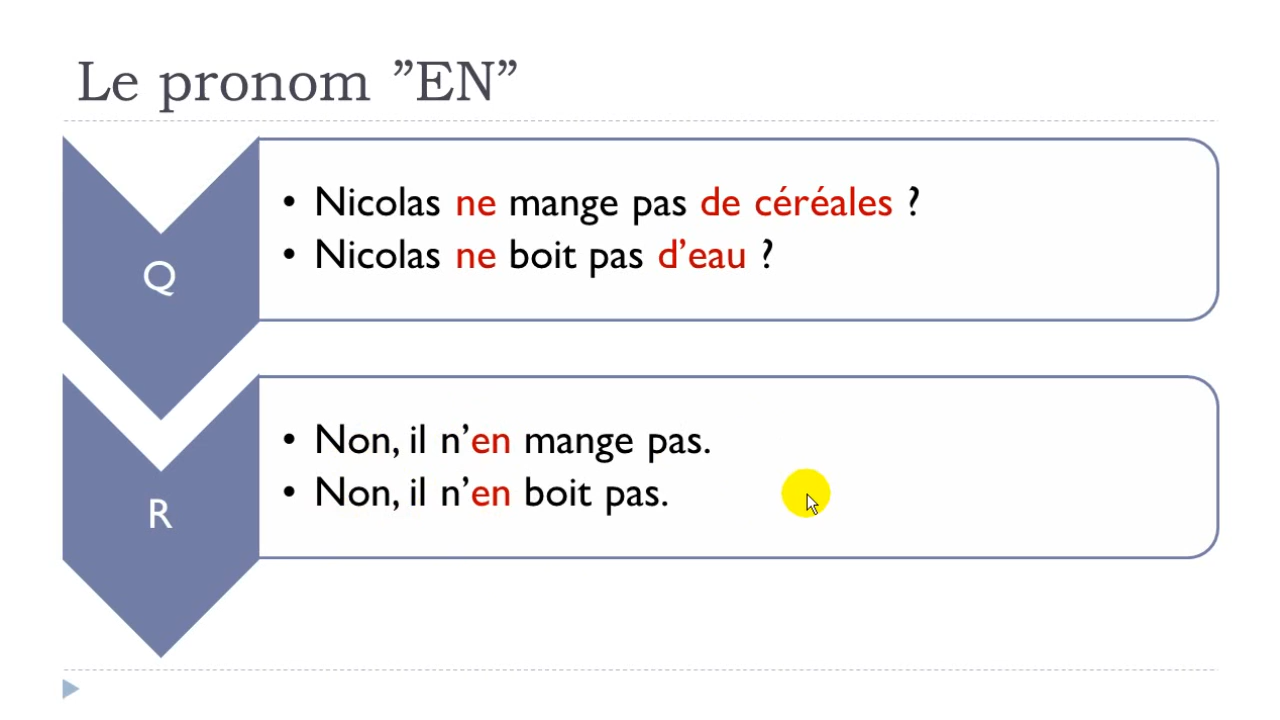 Le pronom ”EN”
Q
• Nicolas ne mange pas de céréales ?
• Nicolas ne boit pas d’eau ?
R
• Non, il n’en mange pas.
• Non, il n’en boit pas.